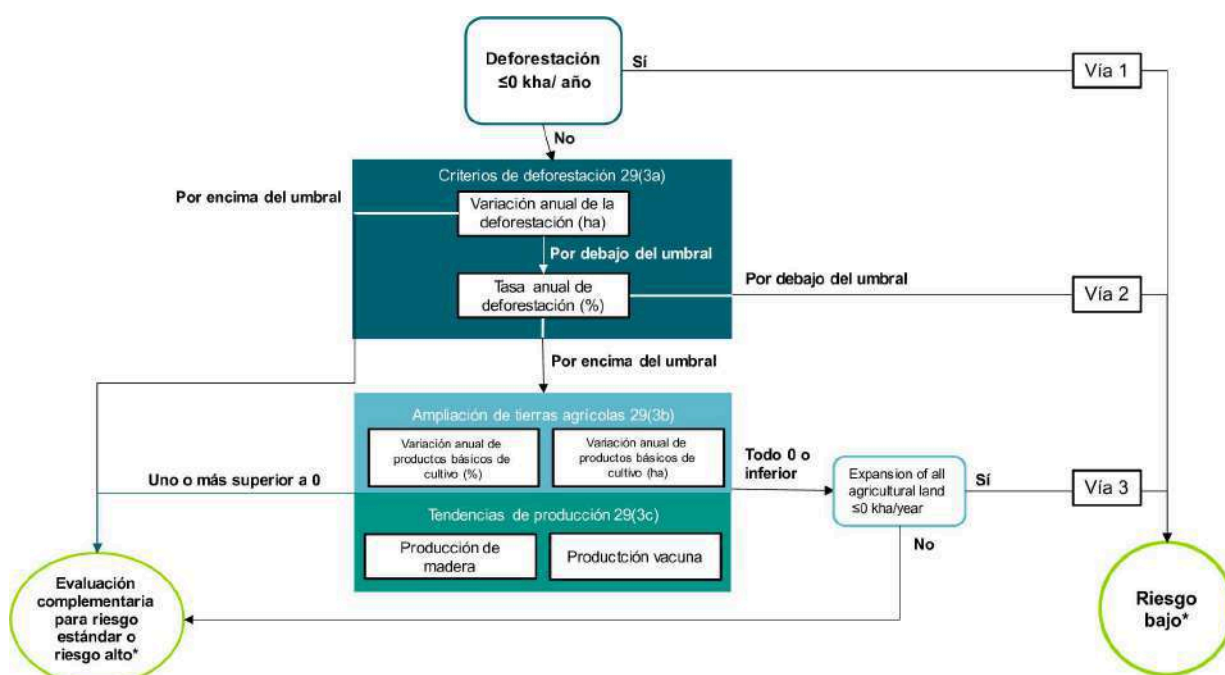 Deforestación
≤0 kha/ año
Sí
Vía 1
No
Criterios de deforestación 29(3a)
Por encima del umbral
Variación anual de la
deforestación (ha)
Por debajo del umbral
Tasa anual de
deforestación (%)
Por debajo del umbral
Vía 2
Por encima del umbral
Ampliación de tierras agrícolas 29(3b)
Variación anual de
productos básicos de
cultivo (%)
Variación anual de
productos básicos de
cultivo (ha)
Todo 0 o
inferior
Uno o más superior a 0
Expansion of all
agricultural land
≤0 kha/year
Sí
Vía 3
Tendencias de producción 29(3c)
No
Producción de
madera
Productción vacuna
Evaluación
complementaria
para riesgo
estándar o
riesgo alto*
Riesgo
bajo*